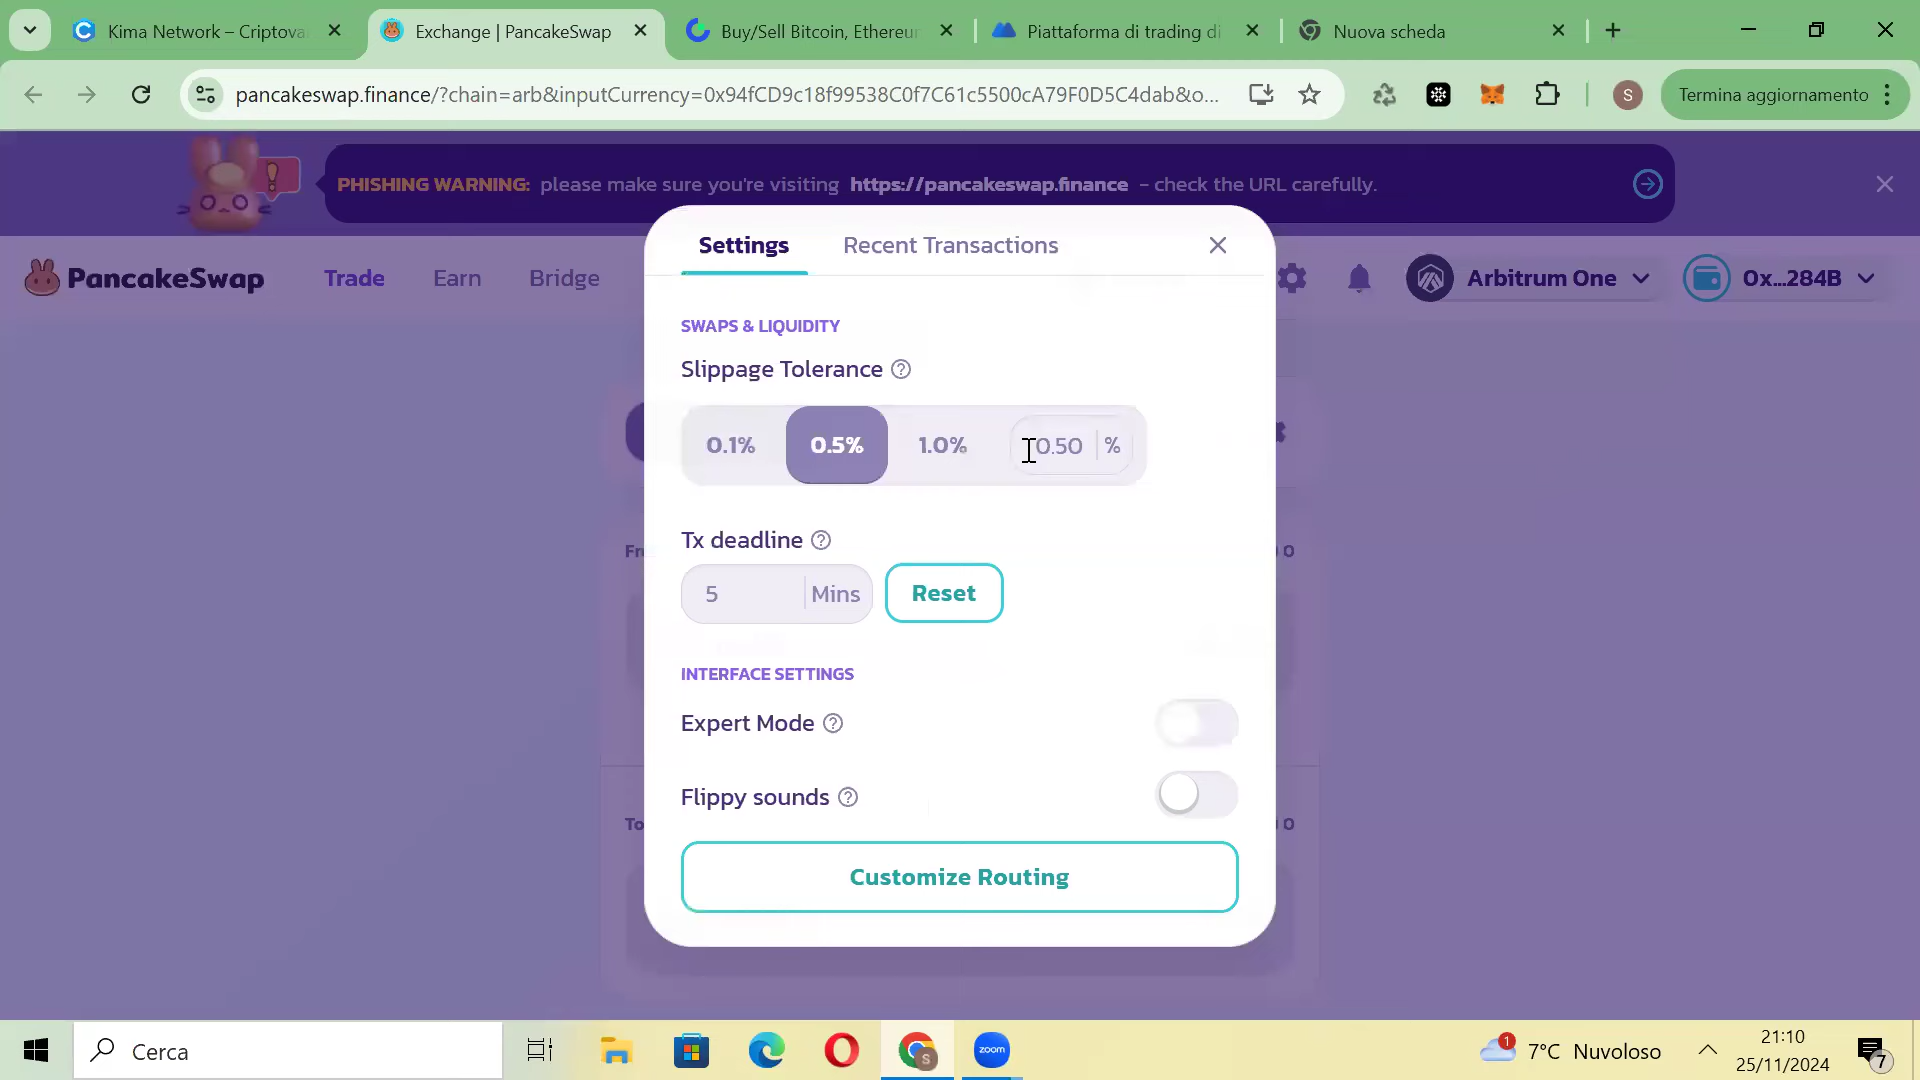 Kima Network – Criptova
Exchange | PancakeSwap
Buy/Sell Bitcoin, Ethereum
Piattaforma di trading di
Nuova scheda
pancakeswap.finance/?chain=arb&inputCurrency=0x94fCD9c18f99538C0f7C61c5500cA79F0D5C4dab&o...
S
Termina aggiornamento
PHISHING WARNING: please make sure you're visiting https://pancakeswap.finance - check the URL carefully.
PancakeSwap
Trade
Earn
Bridge
Arbitrum One
0x...284B
Settings
Recent Transactions
SWAPS & LIQUIDITY
Slippage Tolerance
0.1%
0.5%
1.0%
0.50
%
Tx deadline
5
Mins
Reset
INTERFACE SETTINGS
Expert Mode
Flippy sounds
Customize Routing
Cerca
S
zoom
1
7°C Nuvoloso
21:10
25/11/2024
7